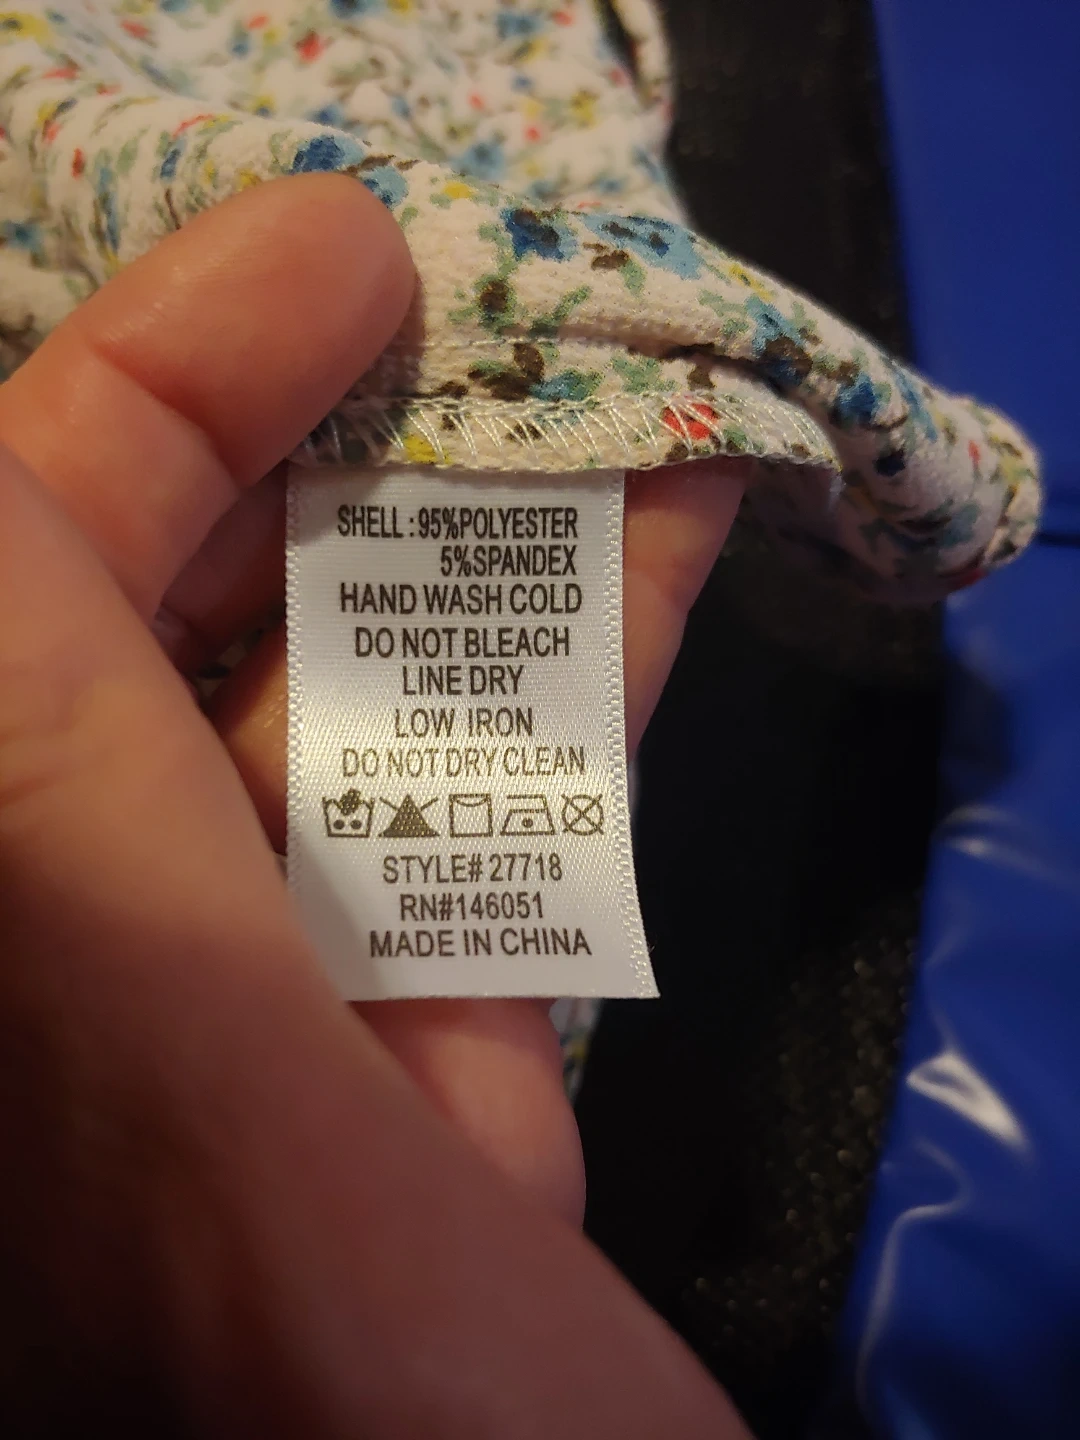 SHELL : 95%POLYESTER
5%SPANDEX
HAND WASH COLD
DO NOT BLEACH
LINE DRY
LOW IRON
DO NOT DRY CLEAN
STYLE# 27718
RN#146051
MADE IN CHINA